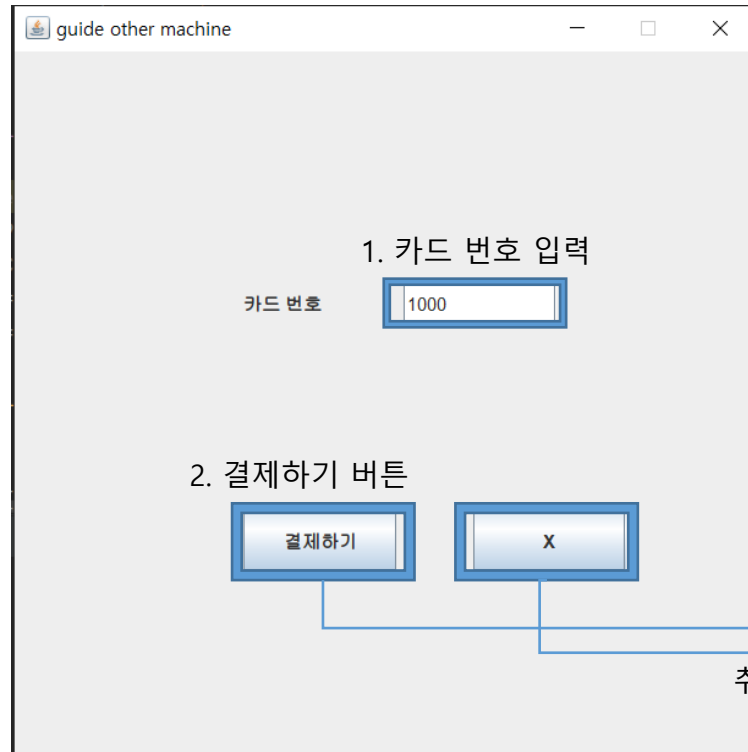 guide other machine
1. 카드 번호 입력
카드 번호
1000
2. 결제하기 버튼
결제하기
X